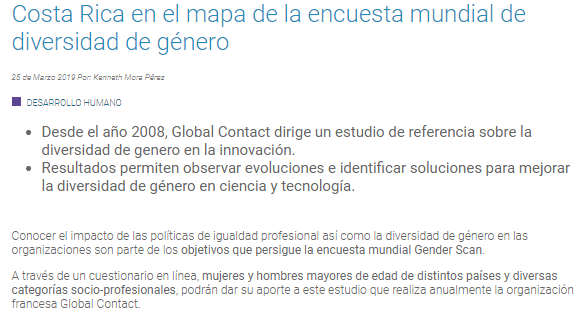 Costa Rica en el mapa de la encuesta mundial de
diversidad de género
25 de Marzo 2019 Por: Kenneth Mora Pérez
DESARROLLO HUMANO
• Desde el año 2008, Global Contact dirige un estudio de referencia sobre la
diversidad de genero en la innovación.
• Resultados permiten observar evoluciones e identificar soluciones para mejorar
la diversidad de género en ciencia y tecnología.
Conocer el impacto de las políticas de igualdad profesional así como la diversidad de género en las
organizaciones son parte de los objetivos que persigue la encuesta mundial Gender Scan.
A través de un cuestionario en línea, mujeres y hombres mayores de edad de distintos países y diversas
categorías socio-profesionales, podrán dar su aporte a este estudio que realiza anualmente la organización
francesa Global Contact.